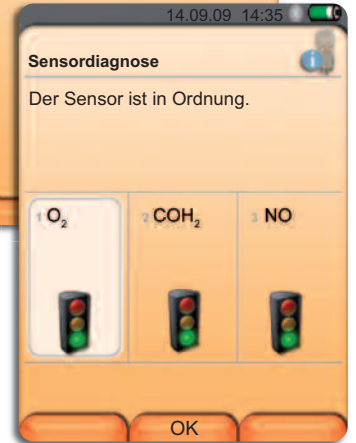 14.09.09 14:35
Sensordiagnose
Der Sensor ist in Ordnung.
1 O₂ 2 COH₂ 3 NO
OK